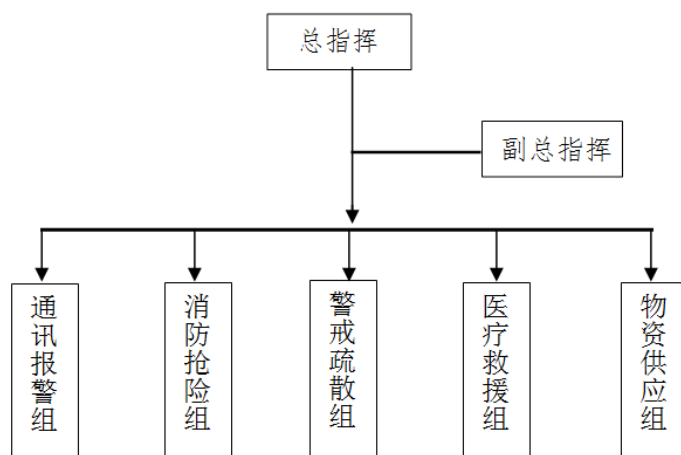 总指挥
副总指挥
通讯报警组
消防抢险组
警戒疏散组
医疗救援组
物资供应组